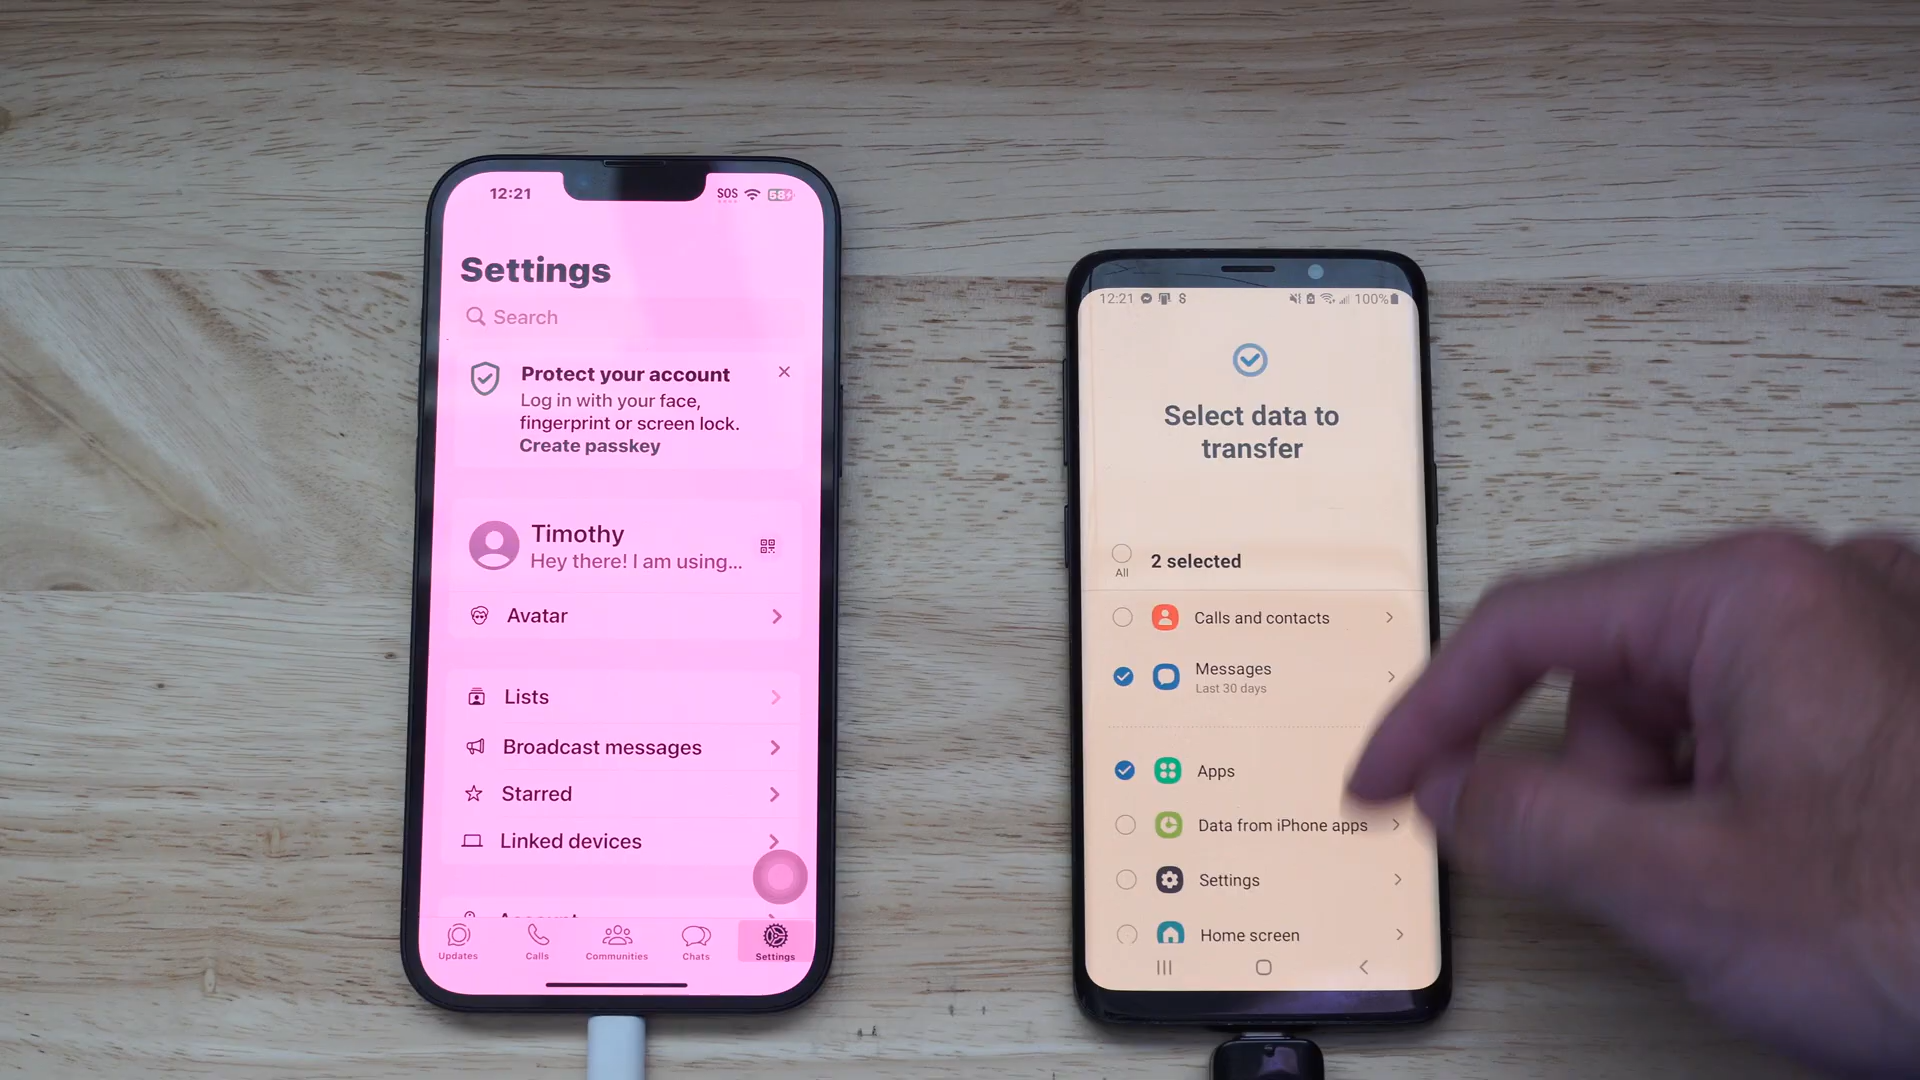 12:21
SOS
58
Settings
Search
Protect your account
Log in with your face,
fingerprint or screen lock.
Create passkey
Timothy
Hey there! I am using...
Avatar
Lists
Broadcast messages
Starred
Linked devices
Account
Updates
Calls
Communities
Chats
Settings
12:21
100%
Select data to
transfer
All
2 selected
Calls and contacts
Messages
Last 30 days
Apps
Data from iPhone apps
Settings
Home screen